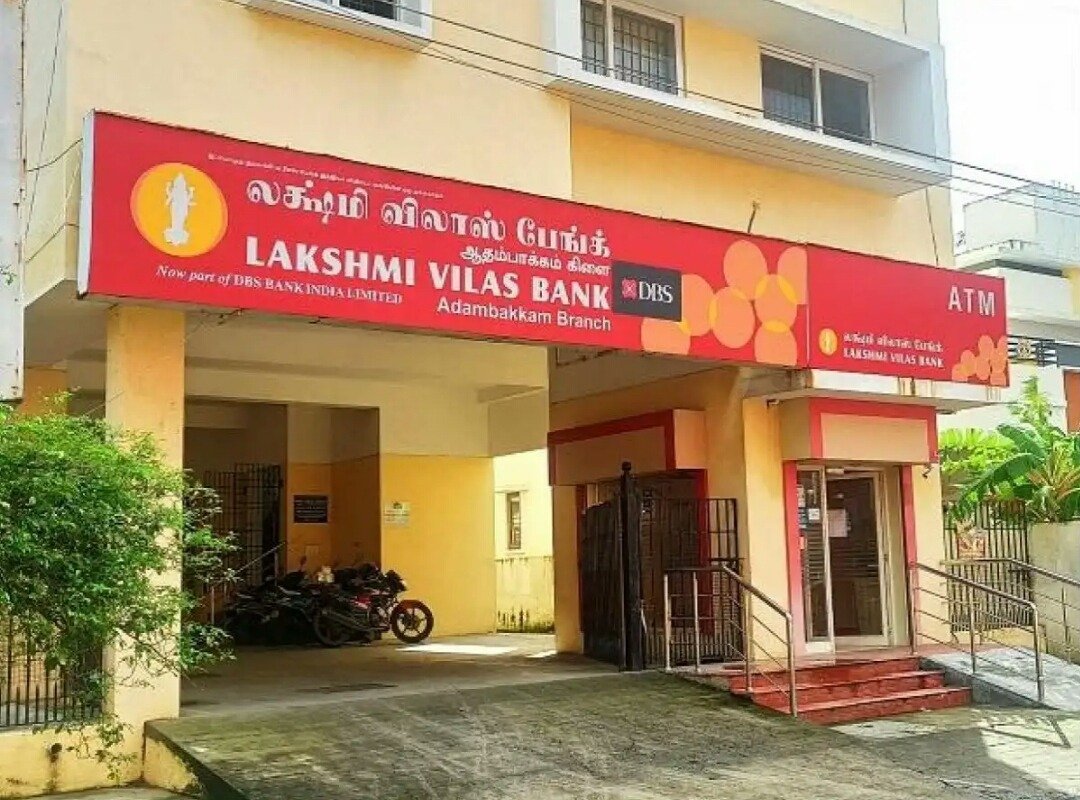 லக்ஷ்மி விலாஸ் பேங்க்
ஆதம்பாக்கம் கிளை
LAKSHMI VILAS BANK
Now part of DBS BANK INDIA LIMITED
Adambakkam Branch
DBS
ATM
லக்ஷ்மி விலாஸ் பேங்க்
LAKSHMI VILAS BANK